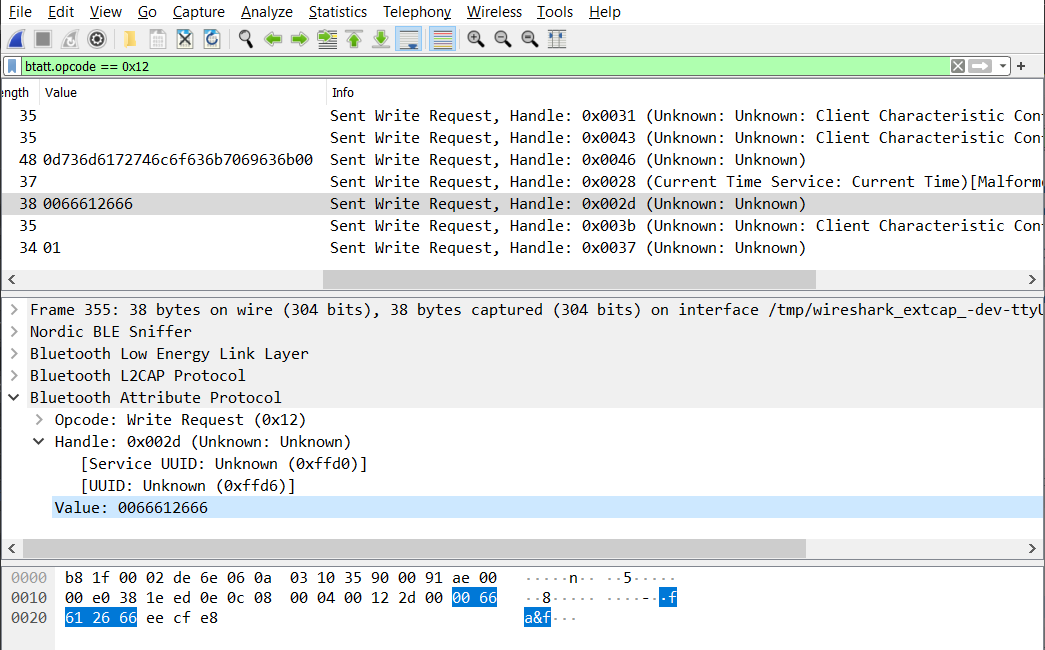 File Edit View Go Capture Analyze Statistics Telephony Wireless Tools Help
btatt.opcode == 0x12
ength Value Info
35 Sent Write Request, Handle: 0x0031 (Unknown: Unknown: Client Characteristic Con
35 Sent Write Request, Handle: 0x0043 (Unknown: Unknown: Client Characteristic Con
48 0d736d6172746c6f636b7069636b00 Sent Write Request, Handle: 0x0046 (Unknown: Unknown)
37 Sent Write Request, Handle: 0x0028 (Current Time Service: Current Time)[Malforme
38 0066612666 Sent Write Request, Handle: 0x002d (Unknown: Unknown)
35 Sent Write Request, Handle: 0x003b (Unknown: Unknown: Client Characteristic Con
34 01 Sent Write Request, Handle: 0x0037 (Unknown: Unknown)
Frame 355: 38 bytes on wire (304 bits), 38 bytes captured (304 bits) on interface /tmp/wireshark_extcap_-dev-ttyU
Nordic BLE Sniffer
Bluetooth Low Energy Link Layer
Bluetooth L2CAP Protocol
Bluetooth Attribute Protocol
Opcode: Write Request (0x12)
Handle: 0x002d (Unknown: Unknown)
[Service UUID: Unknown (0xffd0)]
[UUID: Unknown (0xffd6)]
Value: 0066612666
0000 b8 1f 00 02 de 6e 06 0a 03 10 35 90 00 91 ae 00 ·····n·· ··5·····
0010 00 e0 38 1e ed 0e 0c 08 00 04 00 12 2d 00 00 66 ··8····· ····-··f
0020 61 26 66 ee cf e8 a&f···